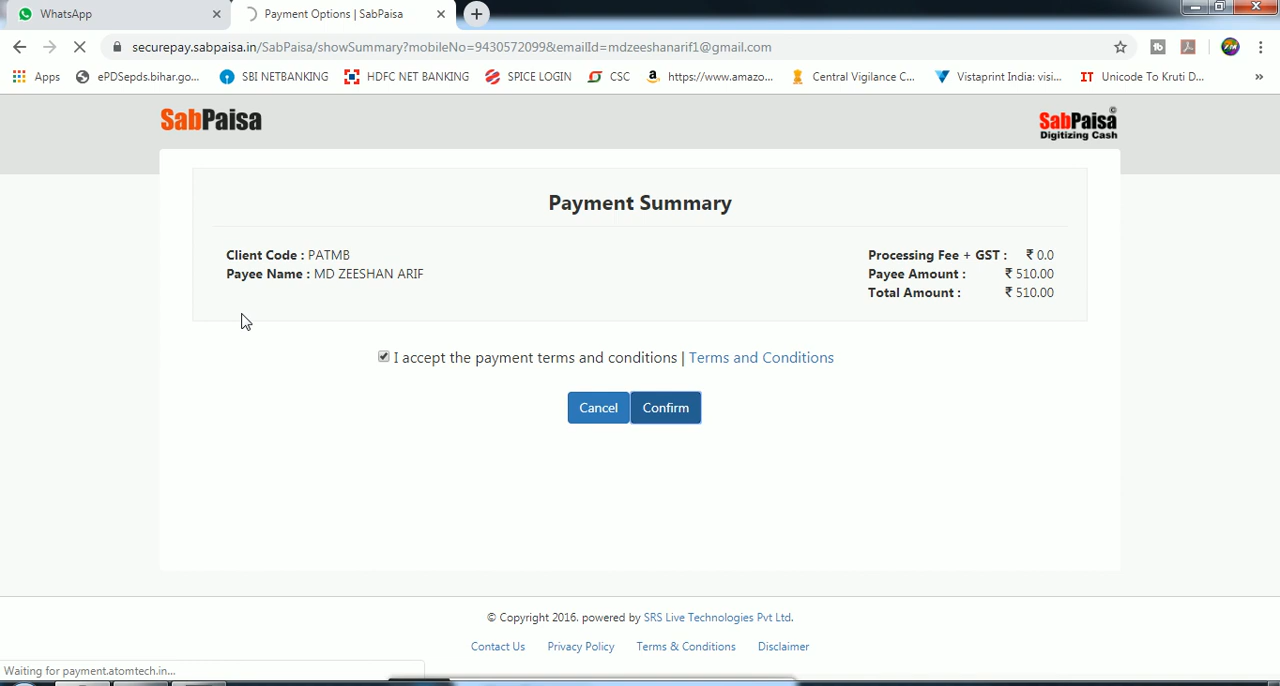 WhatsApp
Payment Options | SabPaisa
securepay.sabpaisa.in/SabPaisa/showSummary?mobileNo=9430572099&emailId=mdzeeshanarif1@gmail.com
Apps ePDSepds.bihar.go... SBI NETBANKING HDFC NET BANKING SPICE LOGIN CSC https://www.amazo... Central Vigilance C... Vistaprint India: visi... IT Unicode To Kruti D... »
SabPaisa
SabPaisa
Digitizing Cash
Payment Summary
Client Code : PATMB
Payee Name : MD ZEESHAN ARIF
Processing Fee + GST : ₹ 0.0
Payee Amount : ₹ 510.00
Total Amount : ₹ 510.00
I accept the payment terms and conditions | Terms and Conditions
Cancel Confirm
© Copyright 2016. powered by SRS Live Technologies Pvt Ltd.
Contact Us Privacy Policy Terms & Conditions Disclaimer
Waiting for payment.atomtech.in...